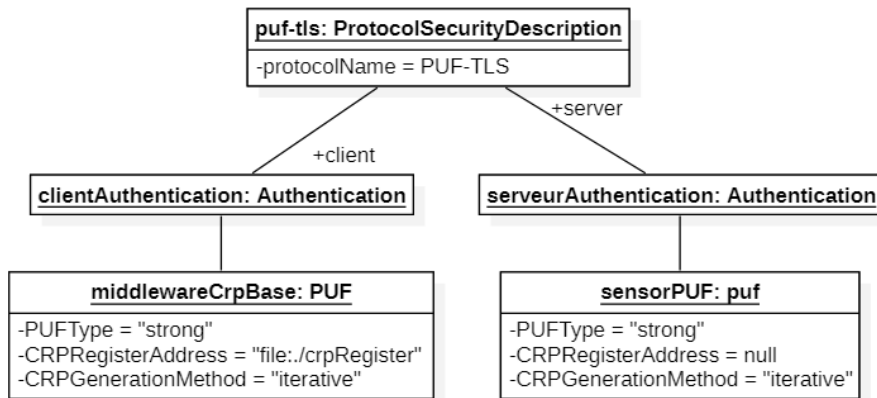 puf-tls: ProtocolSecurityDescription
-protocolName = PUF-TLS
+server
+client
clientAuthentication: Authentication
serveurAuthentication: Authentication
middlewareCrpBase: PUF
-PUFType = "strong"
-CRPRegisterAddress = "file:./crpRegister"
-CRPGenerationMethod = "iterative"
sensorPUF: puf
-PUFType = "strong"
-CRPRegisterAddress = null
-CRPGenerationMethod = "iterative"